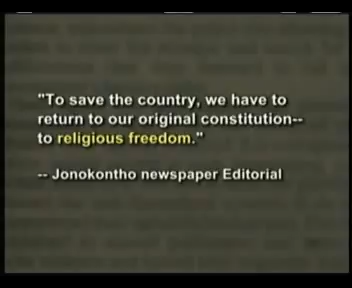 "To save the country, we have to
return to our original constitution--
to religious freedom."
-- Jonokontho newspaper Editorial